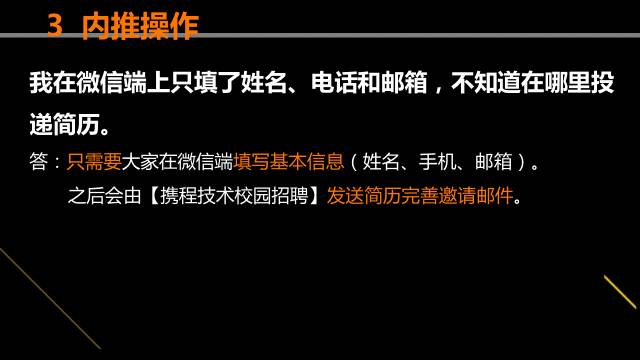 3 内推操作
我在微信端上只填了姓名、电话和邮箱，不知道在哪里投
递简历。
答：只需要大家在微信端填写基本信息（姓名、手机、邮箱）。
之后会由【携程技术校园招聘】发送简历完善邀请邮件。